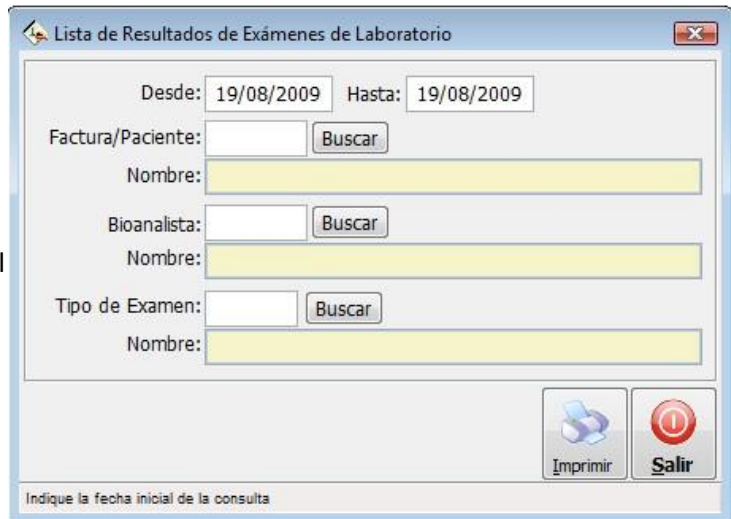 Lista de Resultados de Exámenes de Laboratorio
Desde: 19/08/2009 Hasta: 19/08/2009
Factura/Paciente: Buscar
Nombre:
Bioanalista: Buscar
Nombre:
l
Tipo de Examen: Buscar
Nombre:
Imprimir Salir
Indique la fecha inicial de la consulta